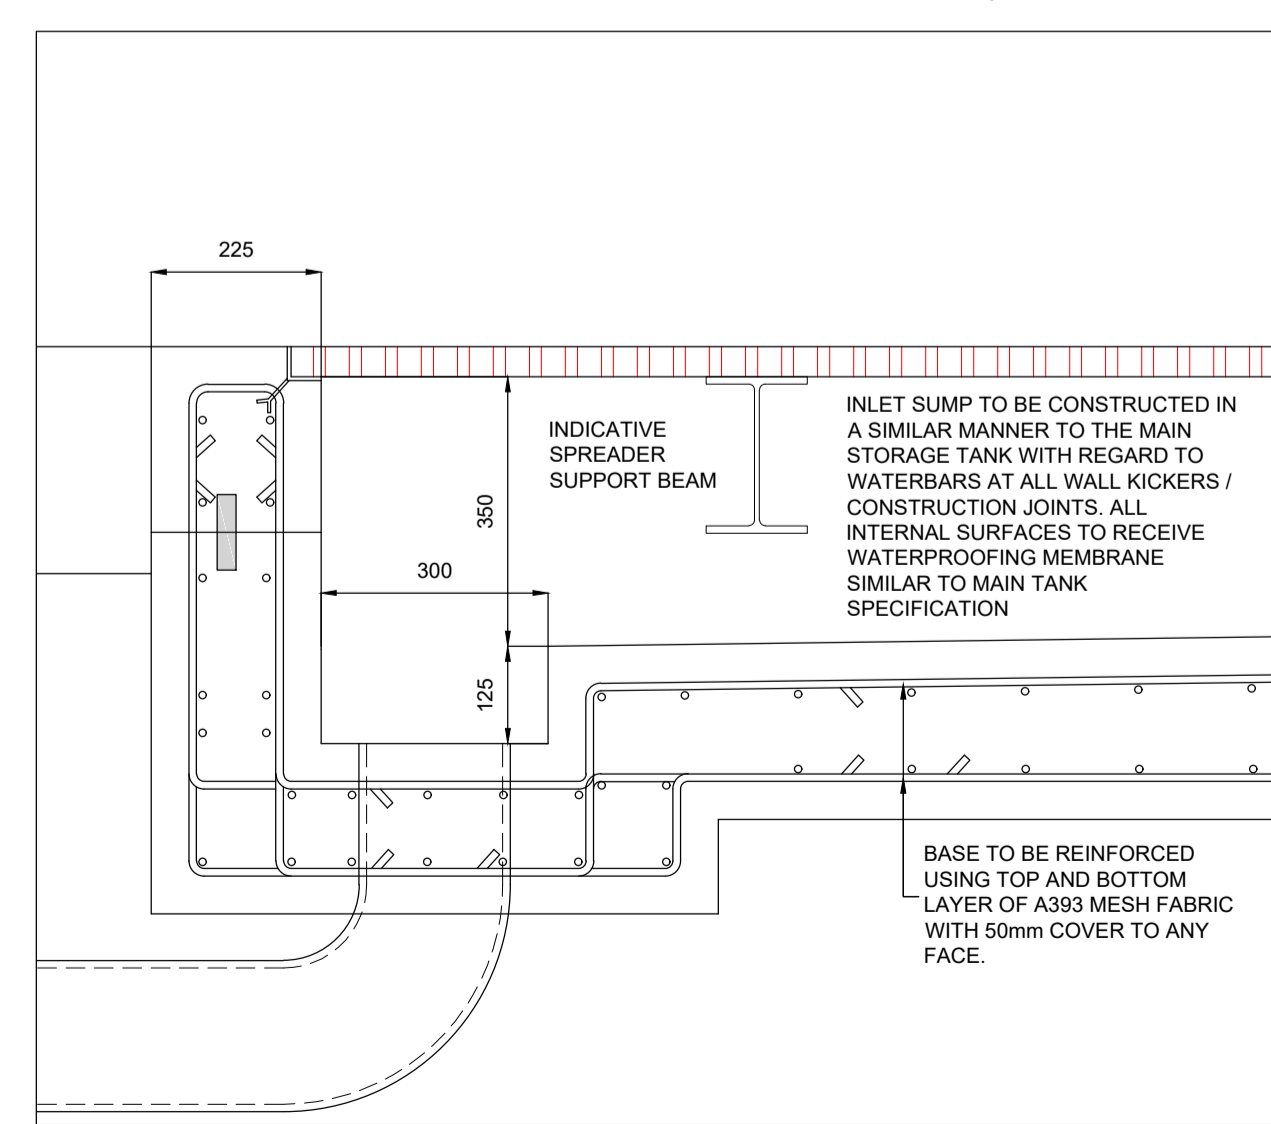 225
INDICATIVE
SPREADER
SUPPORT BEAM
350
300
125
INLET SUMP TO BE CONSTRUCTED IN
A SIMILAR MANNER TO THE MAIN
STORAGE TANK WITH REGARD TO
WATERBARS AT ALL WALL KICKERS /
CONSTRUCTION JOINTS. ALL
INTERNAL SURFACES TO RECEIVE
WATERPROOFING MEMBRANE
SIMILAR TO MAIN TANK
SPECIFICATION
BASE TO BE REINFORCED
USING TOP AND BOTTOM
LAYER OF A393 MESH FABRIC
WITH 50mm COVER TO ANY
FACE.